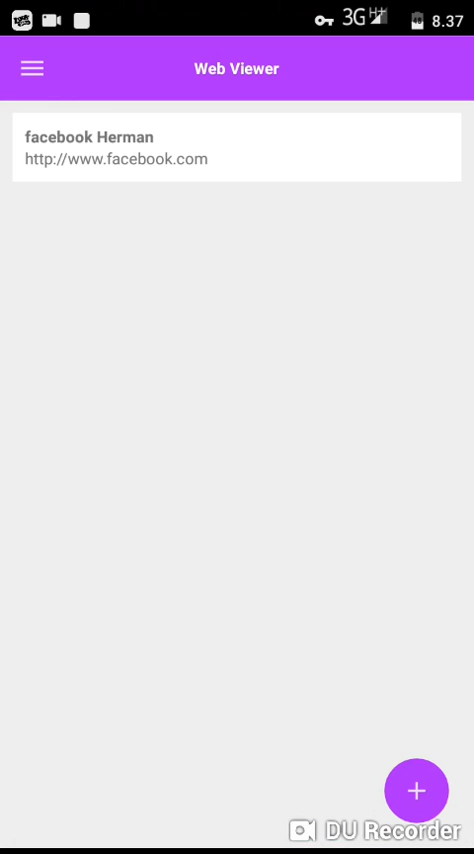 3G H+ 8.37
Web Viewer
facebook Herman
http://www.facebook.com
+
DU Recorder